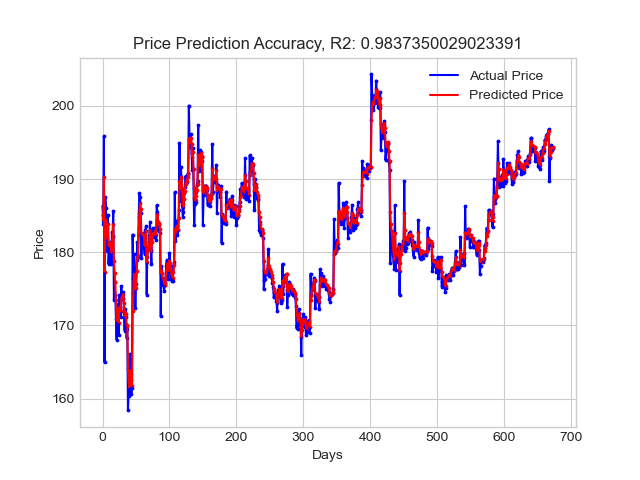 Price Prediction Accuracy, R2: 0.9837350029023391
Actual Price
Predicted Price
200
190
180
170
160
Price
0 100 200 300 400 500 600 700
Days